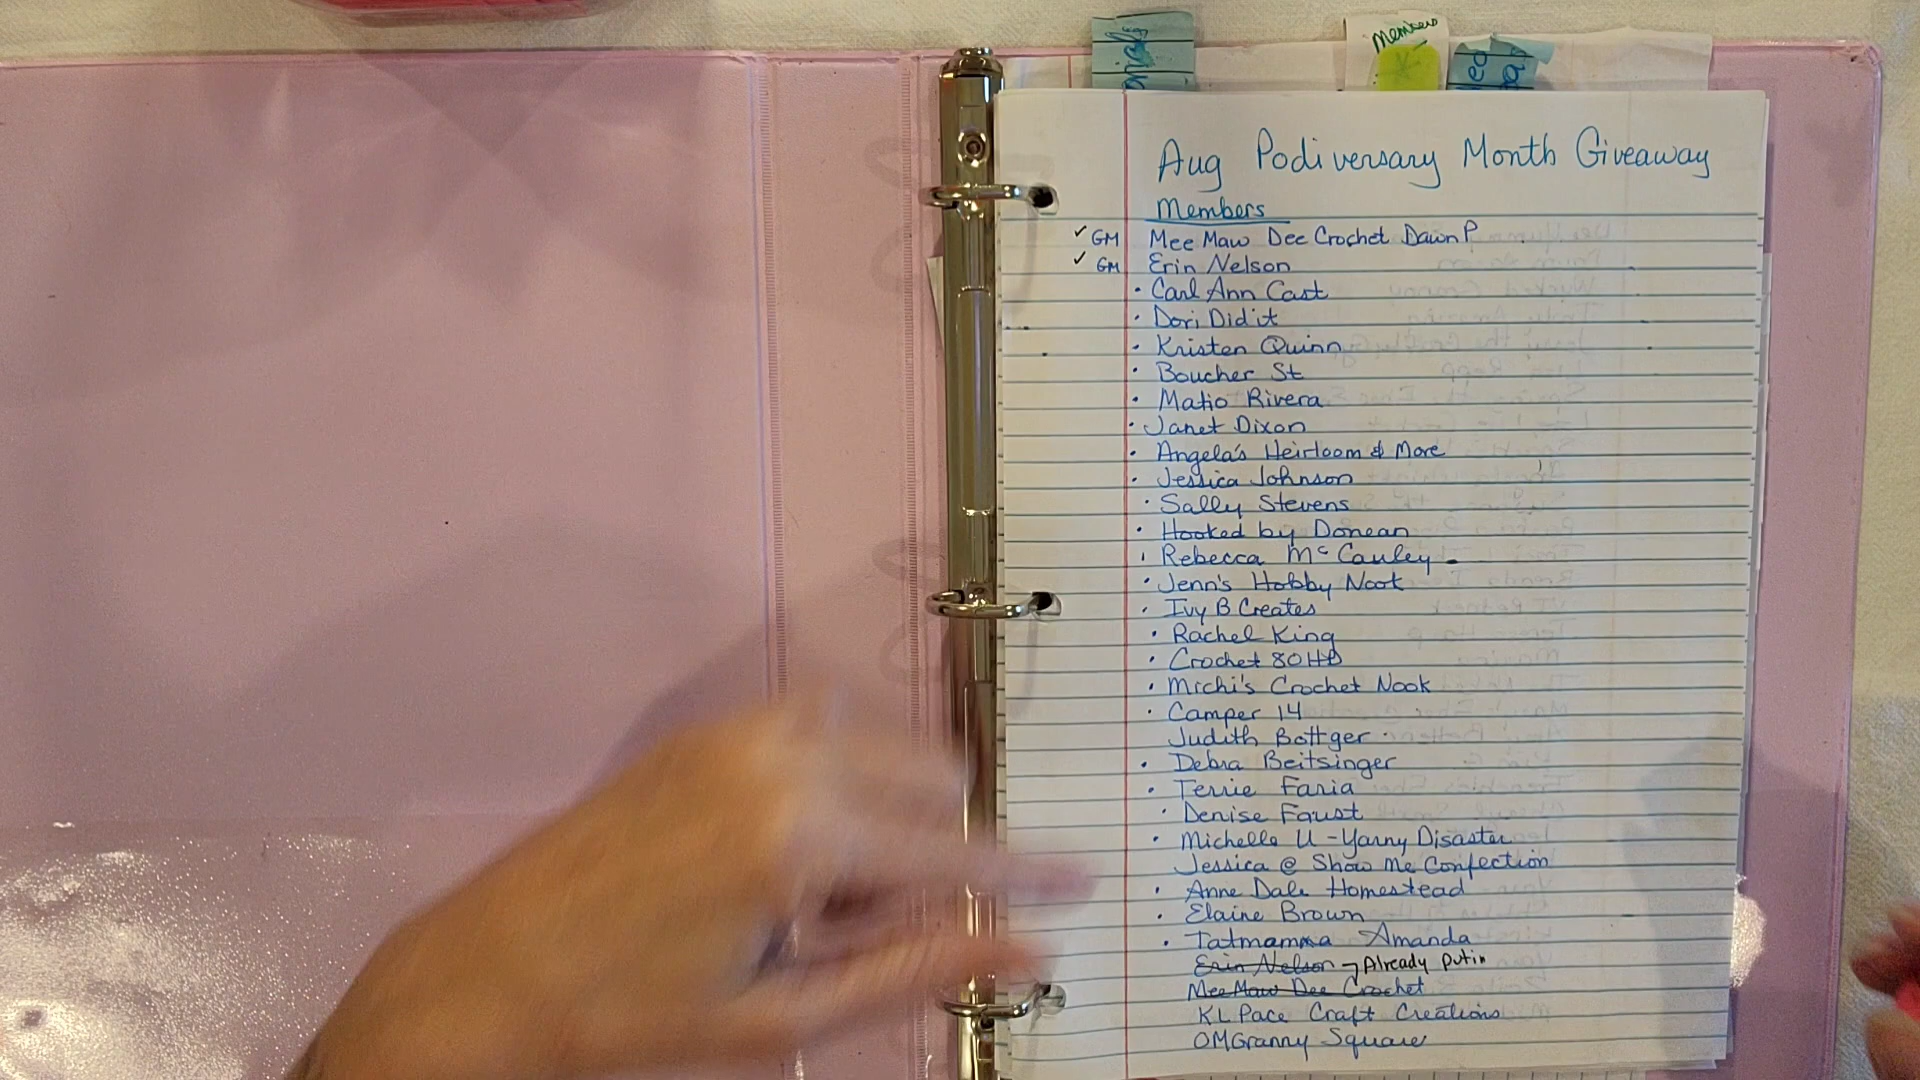 Members
Aug Podiversary Month Giveaway
Members
✓ GM Mee Maw Dee Crochet Dawn P
✓ GM Erin Nelson
• Carl Ann Cast
• Dori Did it
• Kristen Quinn
• Boucher St
• Matio Rivera
• Janet Dixon
• Angela's Heirloom & More
• Jessica Johnson
• Sally Stevens
• Hooked by Donean
• Rebecca McCauley
• Jenn's Hobby Nook
• Ivy B Creates
• Rachel King
• Crochet 80HD
• Michi's Crochet Nook
• Camper 14
Judith Bottger
• Debra Beitsinger
• Terrie Faria
• Denise Faust
• Michelle U - Yarny Disaster
Jessica @ Show Me Confection
• Anne Dale Homestead
• Elaine Brown
• Tatmamma Amanda
Erin Nelson → Already put in
Mee Maw Dee Crochet
KL Pace Craft Creations
OMGranny Square